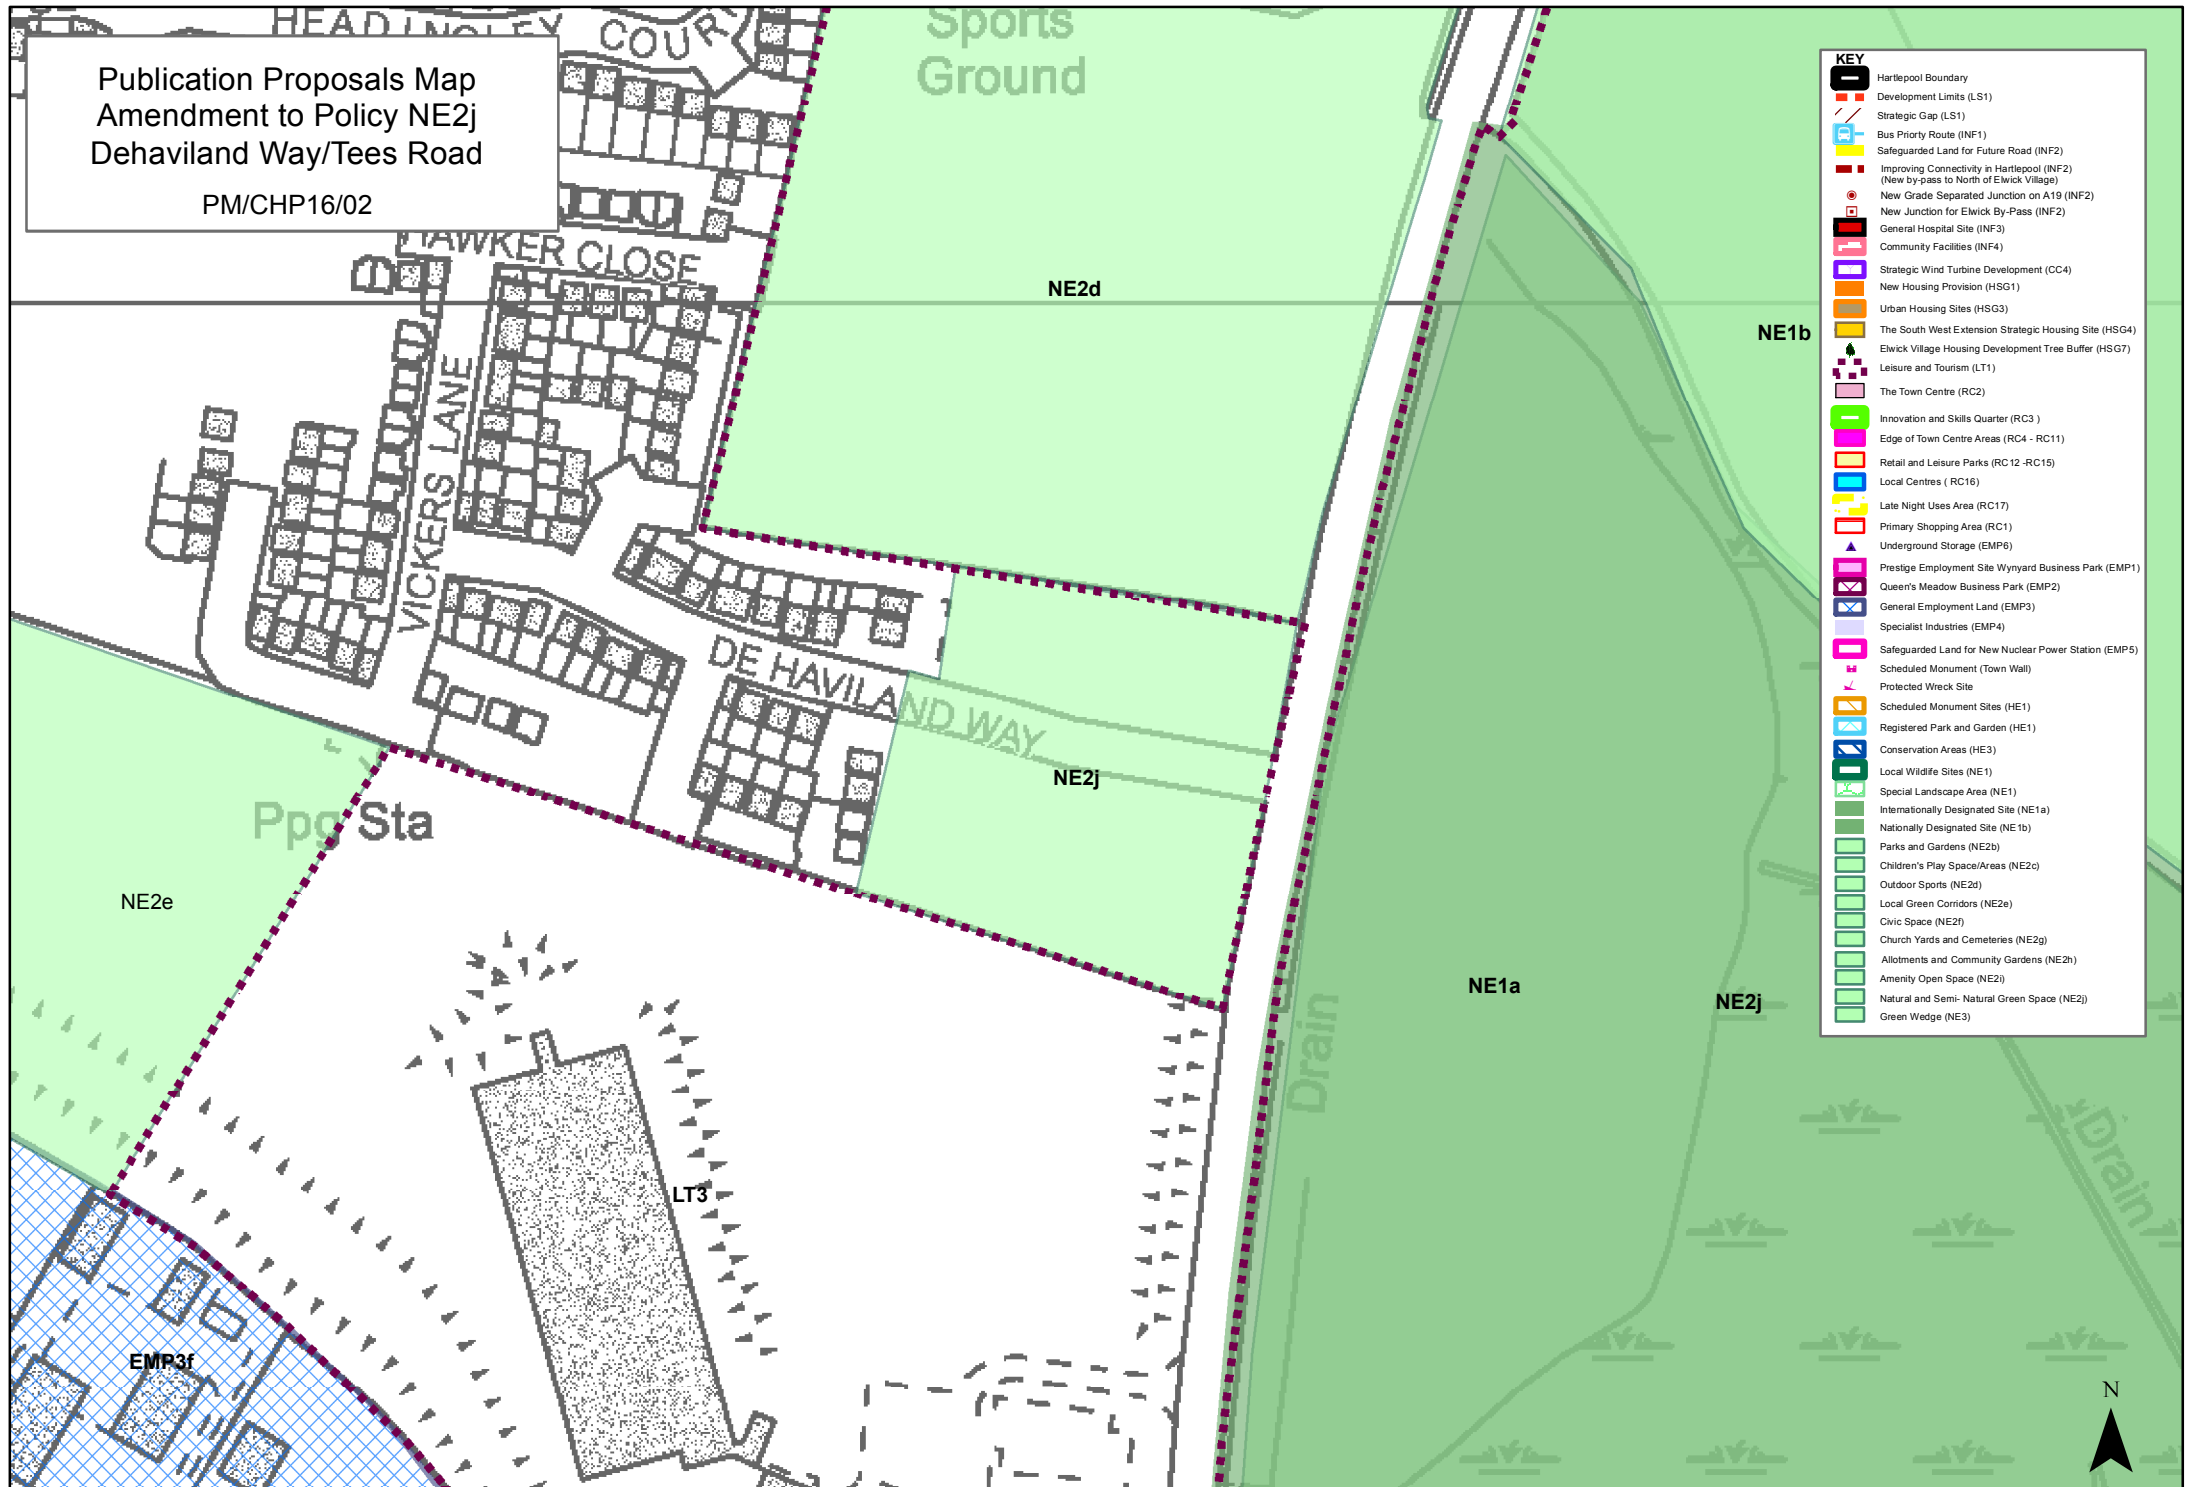 HEADINGLEY COURT
Sports
Ground
Publication Proposals Map
Amendment to Policy NE2j
Dehaviland Way/Tees Road
PM/CHP16/02
HAWKER CLOSE
NE2d
NE1b
VICKERS LANE
DE HAVILAND WAY
NE2j
Ppg Sta
NE2e
NE1a
NE2j
Drain
Drain
LT3
EMP3f
KEY
Hartlepool Boundary
Development Limits (LS1)
Strategic Gap (LS1)
Bus Priorty Route (INF1)
Safeguarded Land for Future Road (INF2)
Improving Connectivity in Hartlepool (INF2)
(New by-pass to North of Elwick Village)
New Grade Separated Junction on A19 (INF2)
New Junction for Elwick By-Pass (INF2)
General Hospital Site (INF3)
Community Facilities (INF4)
Strategic Wind Turbine Development (CC4)
New Housing Provision (HSG1)
Urban Housing Sites (HSG3)
The South West Extension Strategic Housing Site (HSG4)
Elwick Village Housing Development Tree Buffer (HSG7)
Leisure and Tourism (LT1)
The Town Centre (RC2)
Innovation and Skills Quarter (RC3 )
Edge of Town Centre Areas (RC4 - RC11)
Retail and Leisure Parks (RC12 -RC15)
Local Centres ( RC16)
Late Night Uses Area (RC17)
Primary Shopping Area (RC1)
Underground Storage (EMP6)
Prestige Employment Site Wynyard Business Park (EMP1)
Queen's Meadow Business Park (EMP2)
General Employment Land (EMP3)
Specialist Industries (EMP4)
Safeguarded Land for New Nuclear Power Station (EMP5)
Scheduled Monument (Town Wall)
Protected Wreck Site
Scheduled Monument Sites (HE1)
Registered Park and Garden (HE1)
Conservation Areas (HE3)
Local Wildlife Sites (NE1)
Special Landscape Area (NE1)
Internationally Designated Site (NE1a)
Nationally Designated Site (NE1b)
Parks and Gardens (NE2b)
Children's Play Space/Areas (NE2c)
Outdoor Sports (NE2d)
Local Green Corridors (NE2e)
Civic Space (NE2f)
Church Yards and Cemeteries (NE2g)
Allotments and Community Gardens (NE2h)
Amenity Open Space (NE2i)
Natural and Semi- Natural Green Space (NE2j)
Green Wedge (NE3)
N